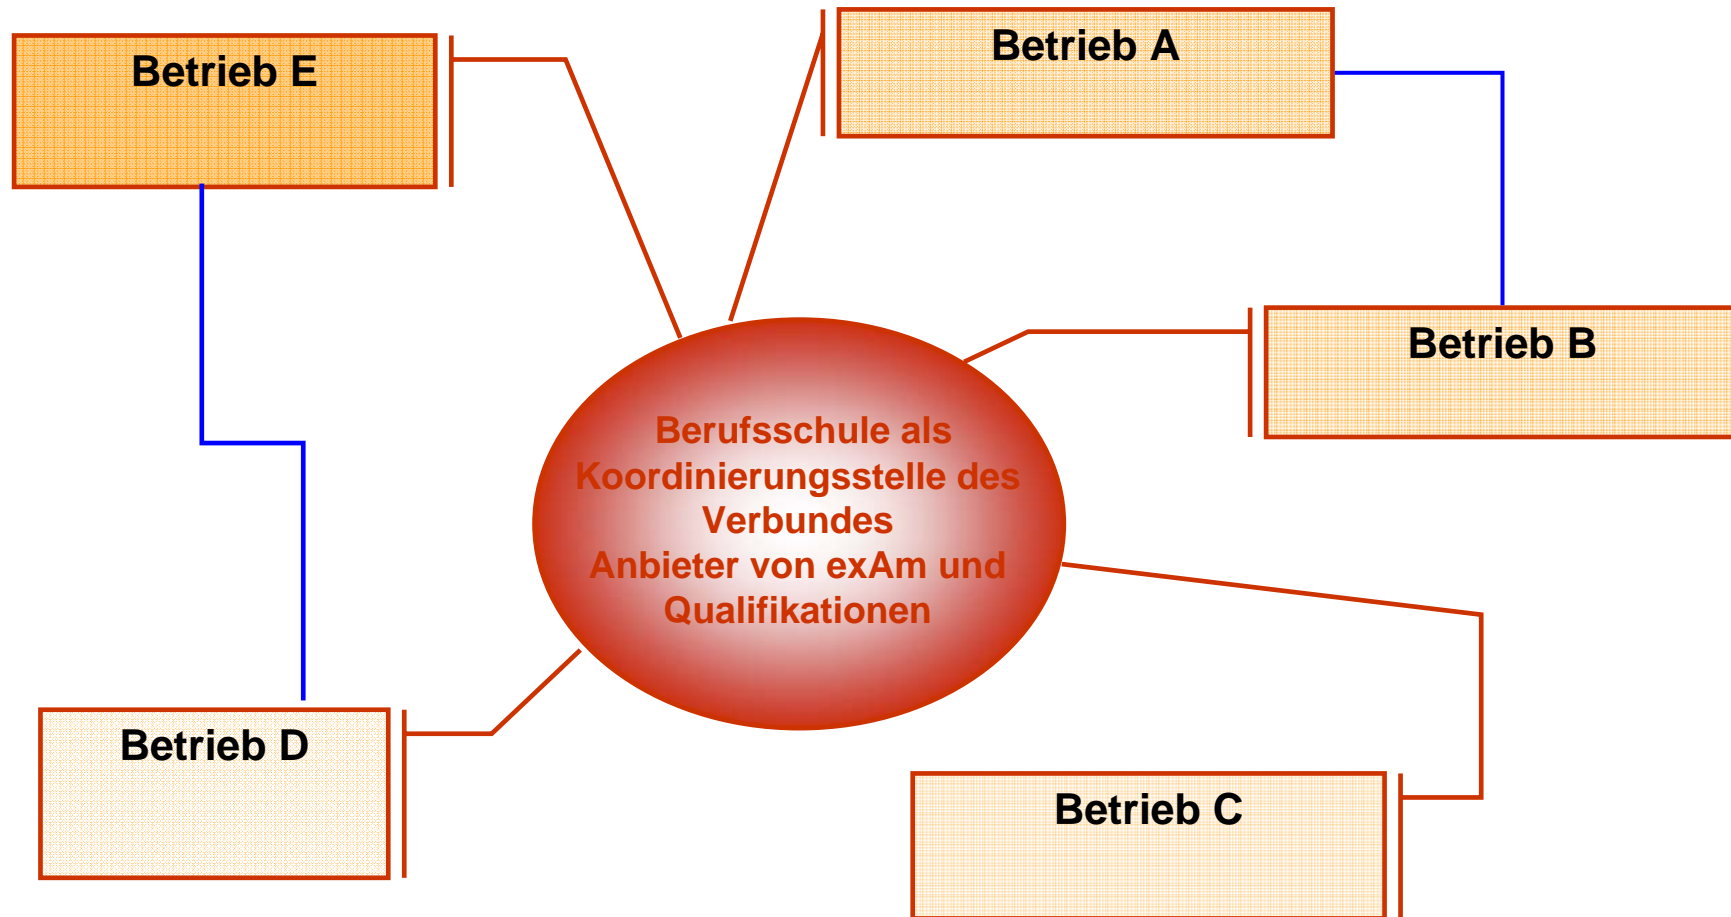 Betrieb E
Betrieb A
Betrieb B
Berufsschule als
Koordinierungsstelle des
Verbundes
Anbieter von exAm und
Qualifikationen
Betrieb D
Betrieb C